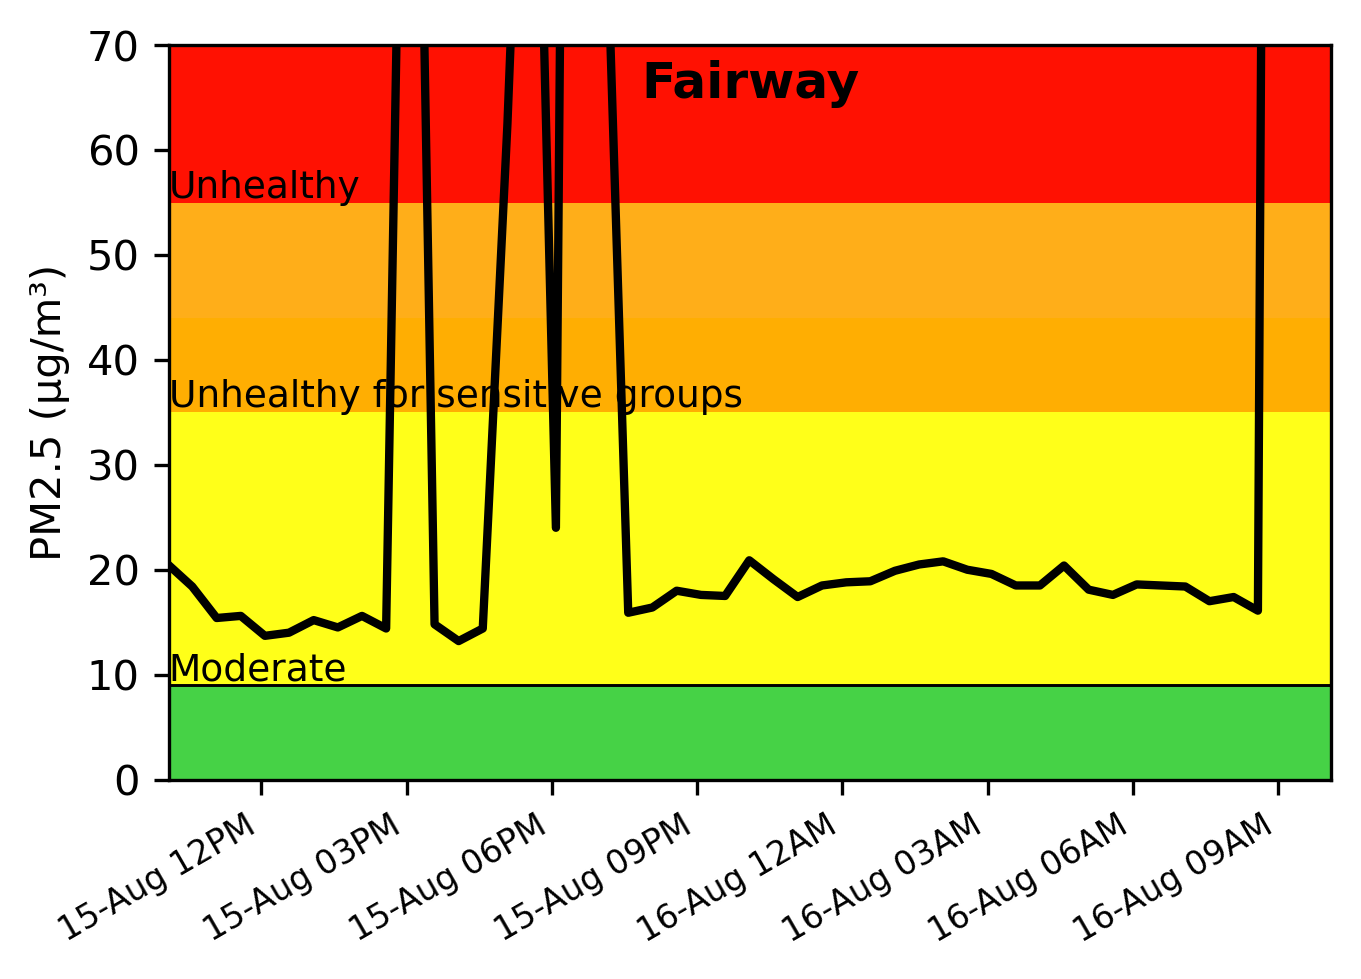 Fairway
70
60
50
40
30
20
10
0
PM2.5 (µg/m³)
Unhealthy
Unhealthy for sensitive groups
Moderate
15-Aug 12PM
15-Aug 03PM
15-Aug 06PM
15-Aug 09PM
16-Aug 12AM
16-Aug 03AM
16-Aug 06AM
16-Aug 09AM